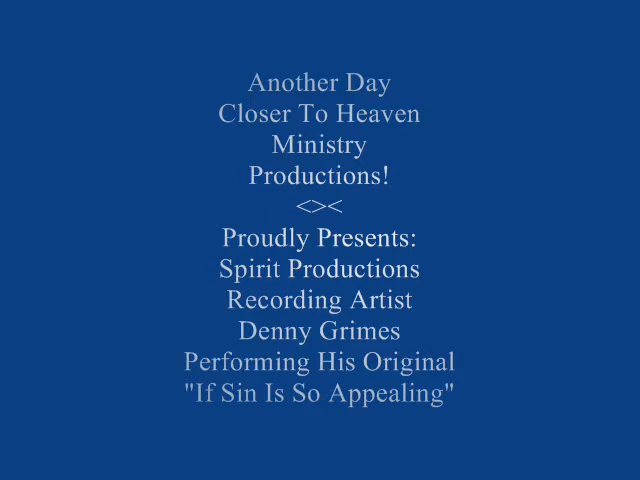 Another Day
Closer To Heaven
Ministry
Productions!
<><
Proudly Presents:
Spirit Productions
Recording Artist
Denny Grimes
Performing His Original
"If Sin Is So Appealing"